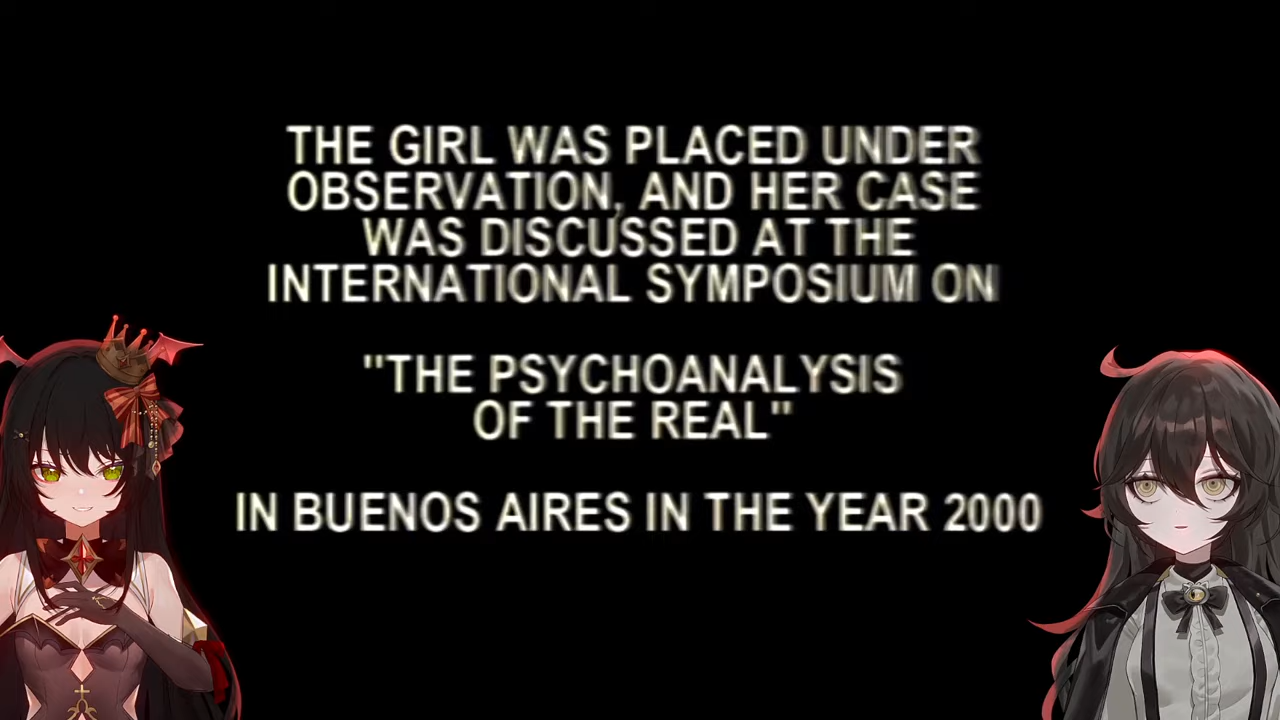 THE GIRL WAS PLACED UNDER
OBSERVATION, AND HER CASE
WAS DISCUSSED AT THE
INTERNATIONAL SYMPOSIUM ON
"THE PSYCHOANALYSIS
OF THE REAL"
IN BUENOS AIRES IN THE YEAR 2000